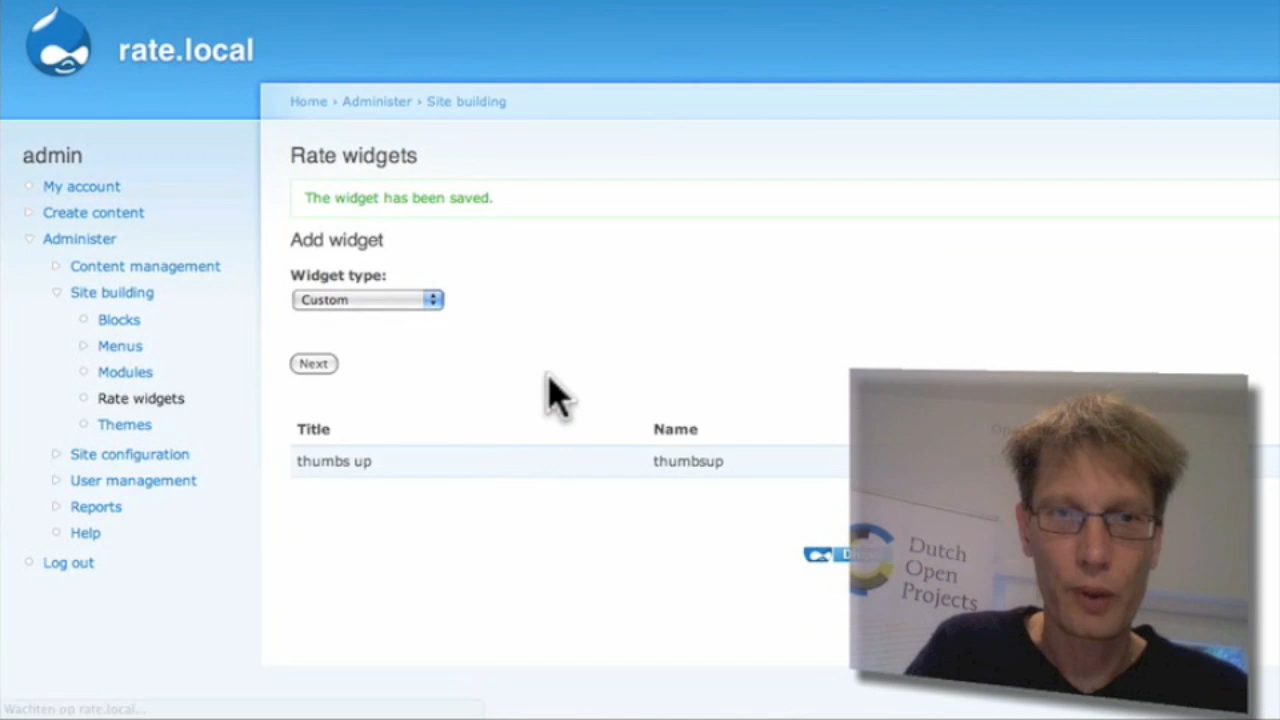 rate.local
Home › Administer › Site building
admin
My account
Create content
Administer
Content management
Site building
Blocks
Menus
Modules
Rate widgets
Themes
Site configuration
User management
Reports
Help
Log out
Rate widgets
The widget has been saved.
Add widget
Widget type:
Custom
Next
Title Name
thumbs up thumbsup
Dutch
Open
Projects
Wachten op rate.local...